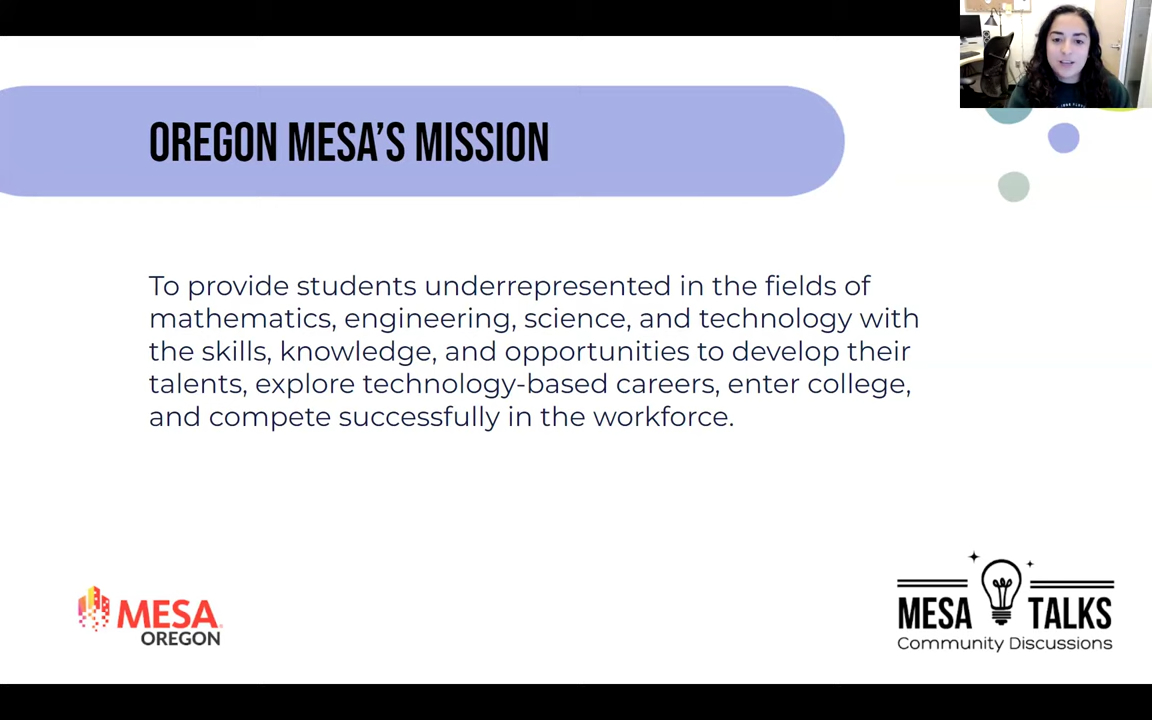 OREGON MESA’S MISSION
To provide students underrepresented in the fields of
mathematics, engineering, science, and technology with
the skills, knowledge, and opportunities to develop their
talents, explore technology-based careers, enter college,
and compete successfully in the workforce.
MESA
OREGON
MESA TALKS
Community Discussions